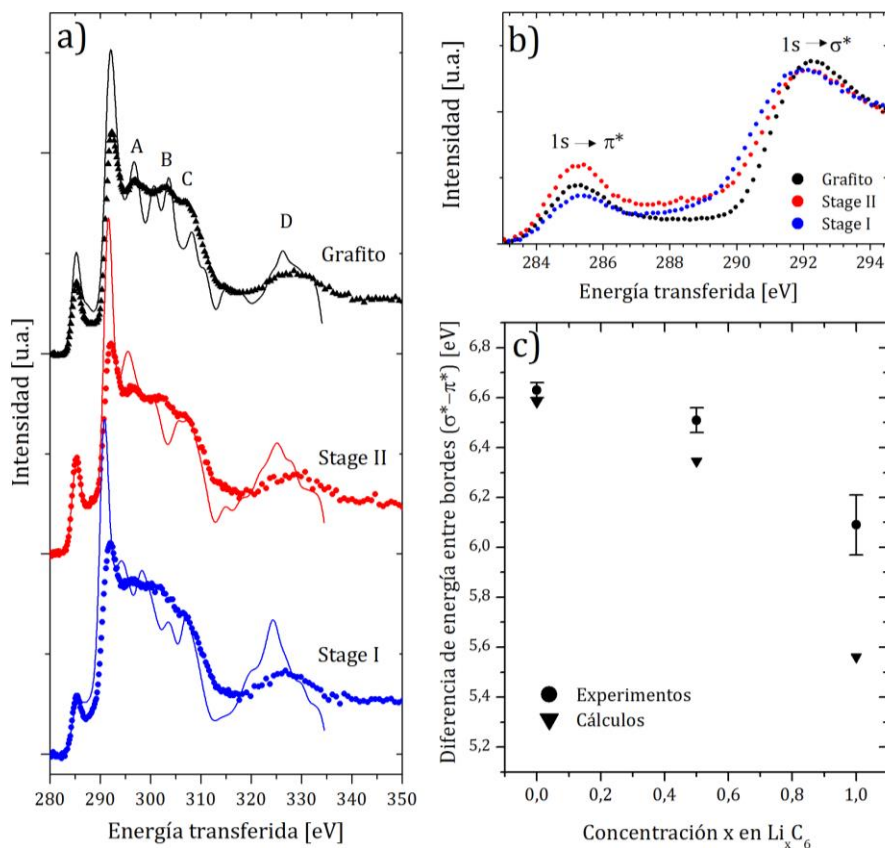 a)
Intensidad [u.a.]
A
B
C
D
Grafito
Stage II
Stage I
280 290 300 310 320 330 340 350
Energía transferida [eV]
b)
Intensidad [u.a.]
1s → π*
1s → σ*
Grafito
Stage II
Stage I
284 286 288 290 292 294
Energía transferida [eV]
c)
Diferencia de energía entre bordes (σ*−π*) [eV]
6,8
6,6
6,4
6,2
6,0
5,8
5,6
5,4
5,2
Experimentos
Cálculos
0,0 0,2 0,4 0,6 0,8 1,0
Concentración x en LixC6